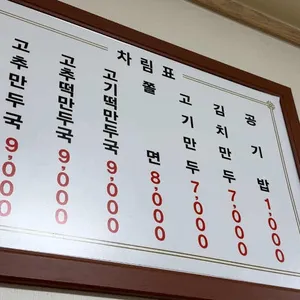 차림표
고추만두국 9,000
고추떡만두국 9,000
고기떡만두국 9,000
쫄면 8,000
고기만두 7,000
김치만두 7,000
공기밥 1,000